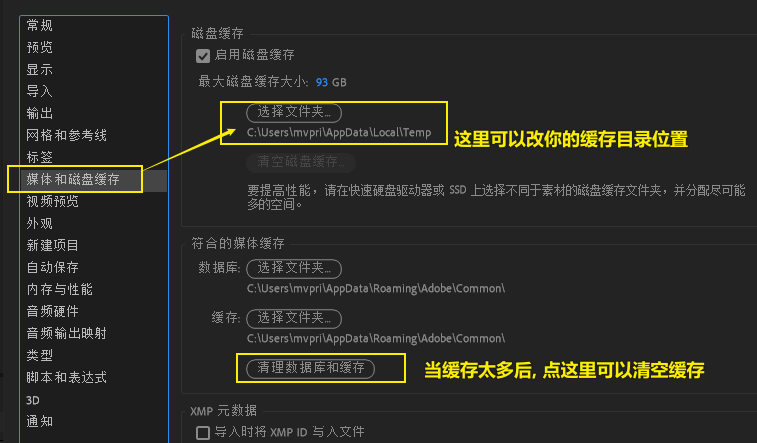 常规
预览
显示
导入
输出
网格和参考线
标签
媒体和磁盘缓存
视频预览
外观
新建项目
自动保存
内存与性能
音频硬件
音频输出映射
类型
脚本和表达式
3D
通知
磁盘缓存
启用磁盘缓存
最大磁盘缓存大小: 93 GB
选择文件夹...
C:\Users\mvpri\AppData\Local\Temp
这里可以改你的缓存目录位置
清空磁盘缓存...
要提高性能，请在快速硬盘驱动器或 SSD 上选择不同于素材的磁盘缓存文件夹，并分配尽可能
多的空间。
符合的媒体缓存
数据库: 选择文件夹...
C:\Users\mvpri\AppData\Roaming\Adobe\Common\
缓存: 选择文件夹...
C:\Users\mvpri\AppData\Roaming\Adobe\Common\
清理数据库和缓存
当缓存太多后, 点这里可以清空缓存
XMP 元数据
导入时将 XMP ID 写入文件